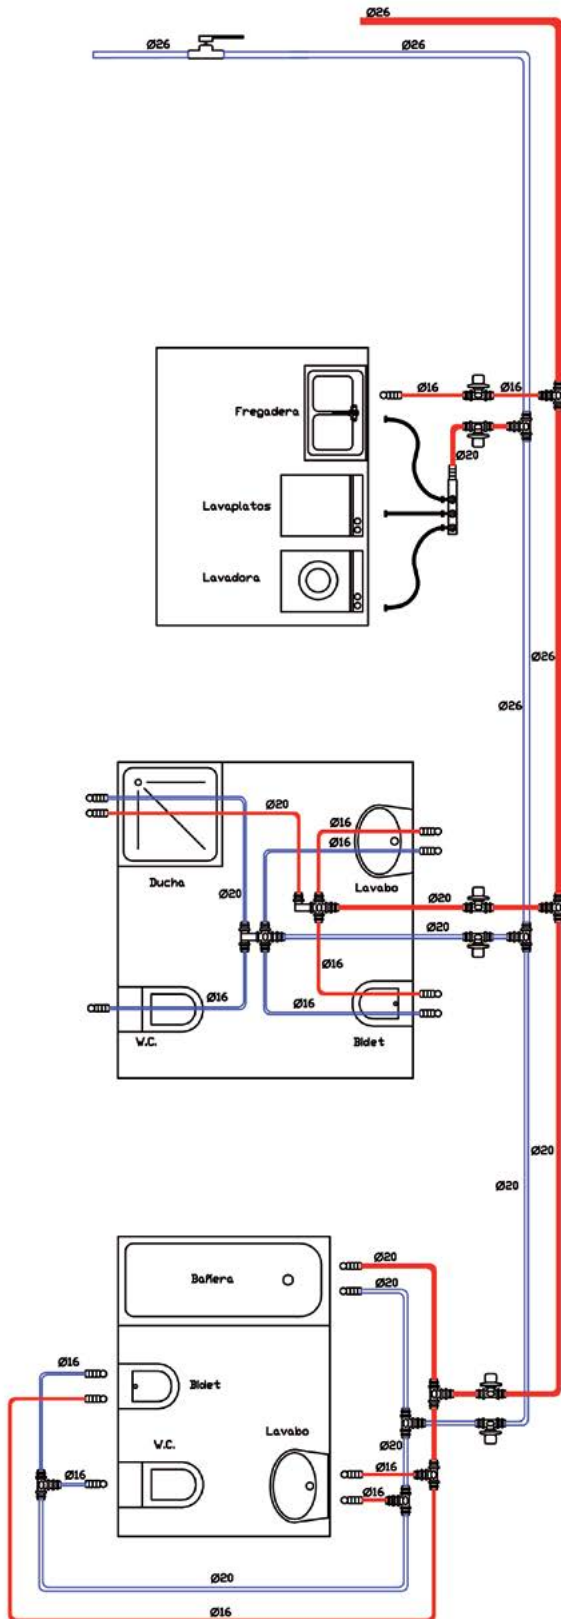 Ø26
Ø26
Ø26
Ø16
Ø16
Fregadera
Ø20
Lavaplatos
Lavadora
Ø26
Ø26
Ø20
Ø16
Ø16
Ducha
Lavabo
Ø20
Ø20
Ø20
Ø16
Ø16
Ø16
W.C.
Bidet
Ø20
Ø20
Ø20
Bañera
Ø20
Ø16
Bidet
W.C.
Lavabo
Ø20
Ø16
Ø16
Ø16
Ø20
Ø16